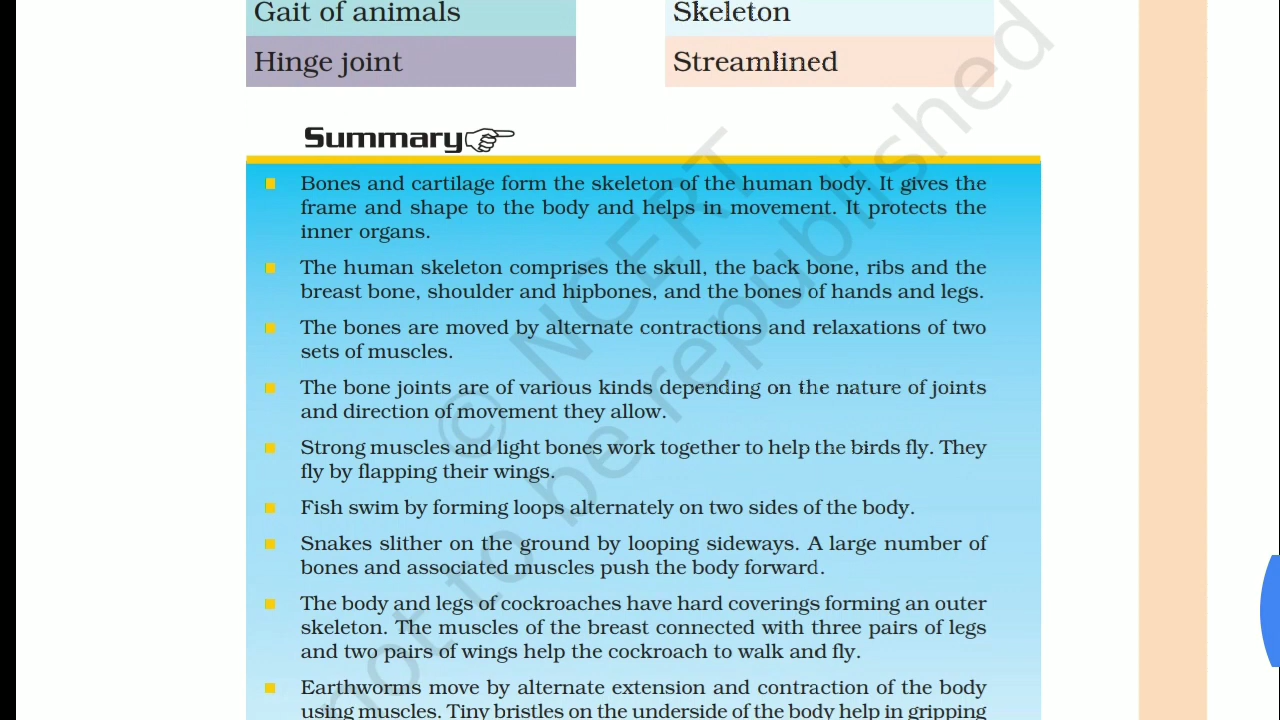 Gait of animals
Skeleton
Hinge joint
Streamlined
Summary
Bones and cartilage form the skeleton of the human body. It gives the
frame and shape to the body and helps in movement. It protects the
inner organs.
The human skeleton comprises the skull, the back bone, ribs and the
breast bone, shoulder and hipbones, and the bones of hands and legs.
The bones are moved by alternate contractions and relaxations of two
sets of muscles.
The bone joints are of various kinds depending on the nature of joints
and direction of movement they allow.
Strong muscles and light bones work together to help the birds fly. They
fly by flapping their wings.
Fish swim by forming loops alternately on two sides of the body.
Snakes slither on the ground by looping sideways. A large number of
bones and associated muscles push the body forward.
The body and legs of cockroaches have hard coverings forming an outer
skeleton. The muscles of the breast connected with three pairs of legs
and two pairs of wings help the cockroach to walk and fly.
Earthworms move by alternate extension and contraction of the body
using muscles. Tiny bristles on the underside of the body help in gripping
© NCERT
not to be republished